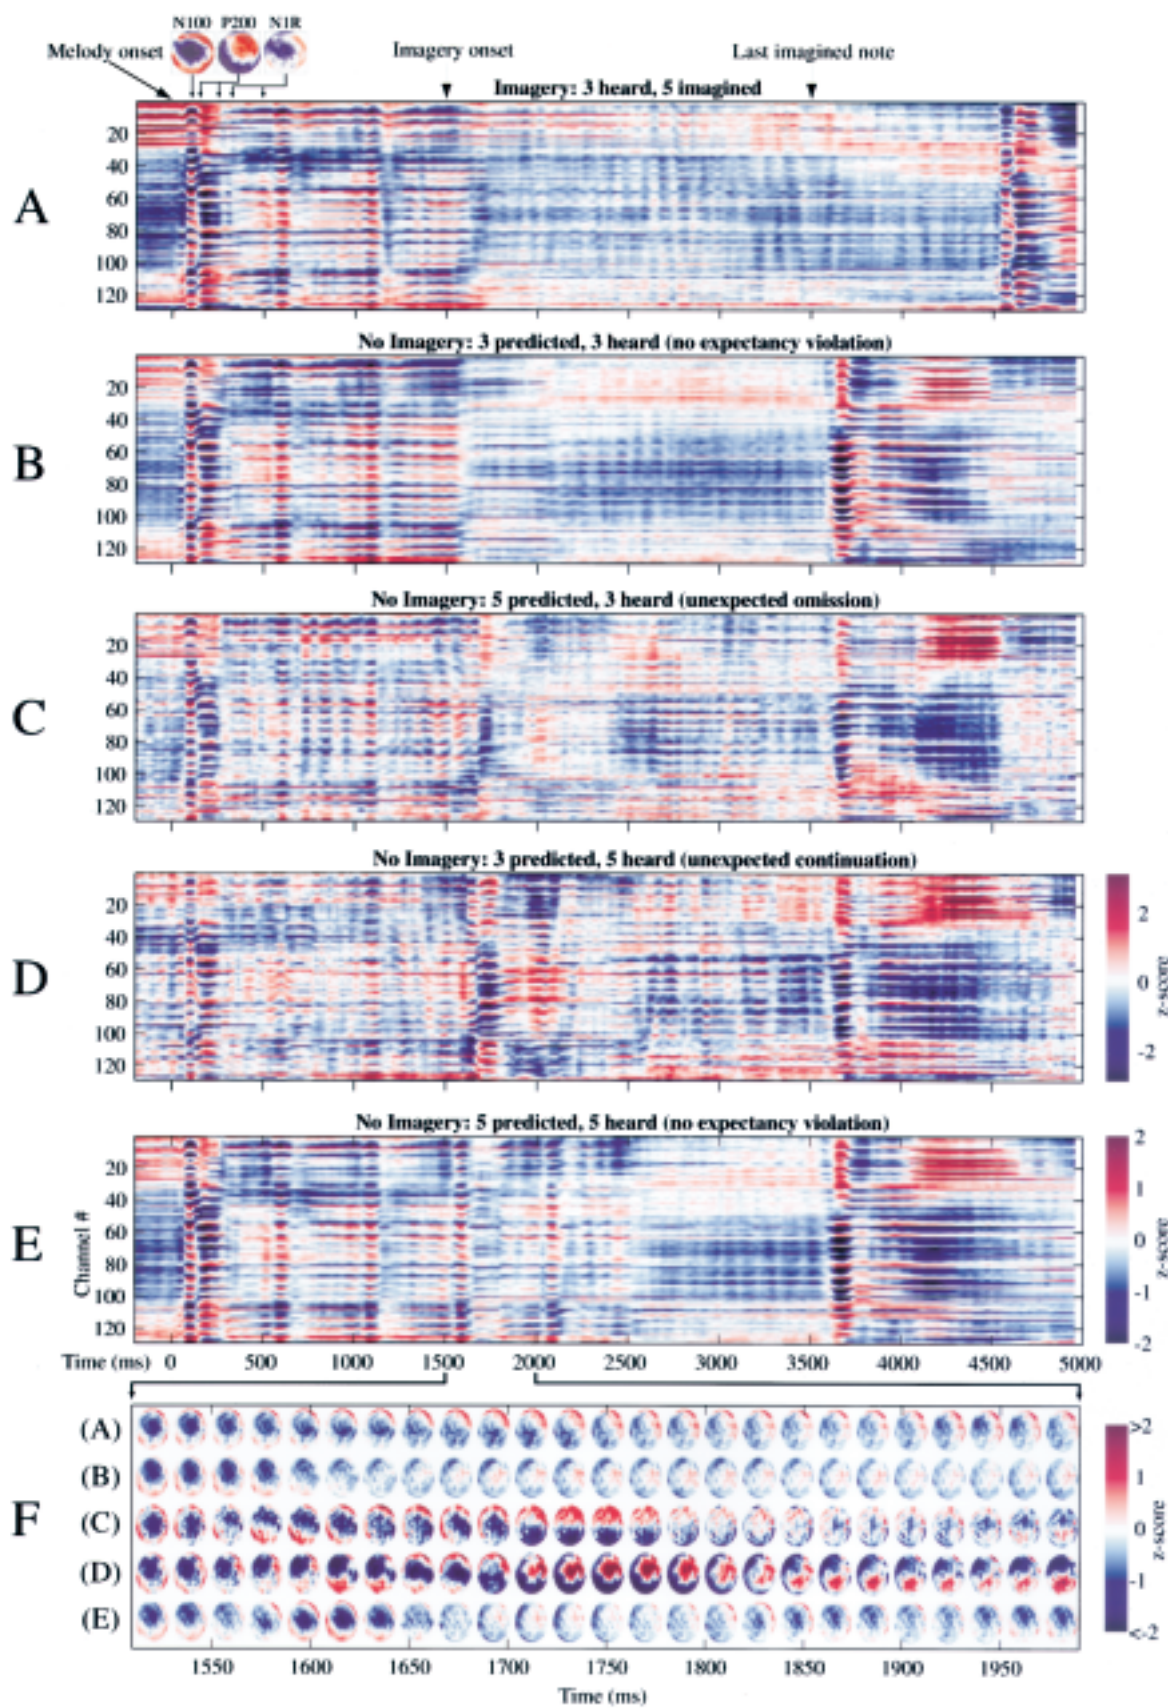 N100 P200 N1R
Melody onset
Imagery onset
Last imagined note
Imagery: 3 heard, 5 imagined
A
20
40
60
80
100
120
No Imagery: 3 predicted, 3 heard (no expectancy violation)
B
20
40
60
80
100
120
No Imagery: 5 predicted, 3 heard (unexpected omission)
C
20
40
60
80
100
120
No Imagery: 3 predicted, 5 heard (unexpected continuation)
D
20
40
60
80
100
120
2
0
-2
z-score
No Imagery: 5 predicted, 5 heard (no expectancy violation)
E
Channel #
20
40
60
80
100
120
2
1
0
-1
-2
z-score
Time (ms) 0 500 1000 1500 2000 2500 3000 3500 4000 4500 5000
F
(A)
(B)
(C)
(D)
(E)
>2
1
0
-1
<-2
z-score
1550 1600 1650 1700 1750 1800 1850 1900 1950
Time (ms)